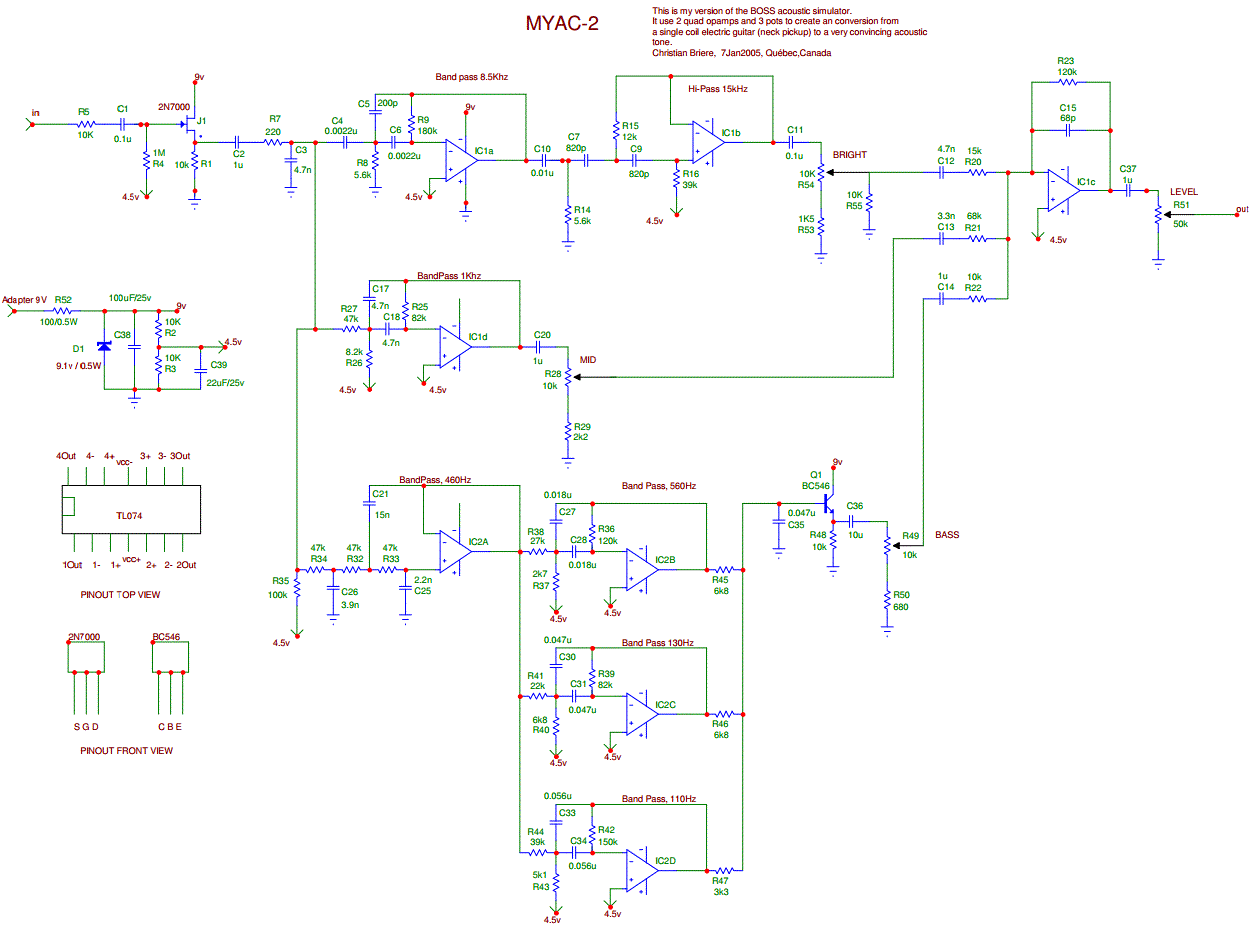 MYAC-2
This is my version of the BOSS acoustic simulator.
It use 2 quad opamps and 3 pots to create an conversion from
a single coil electric guitar (neck pickup) to a very convincing acoustic
tone.
Christian Briere, 7Jan2005, Québec,Canada
in
R5
10K
C1
0.1u
1M
R4
4.5v
9v
2N7000
J1
10k
R1
C2
1u
R7
220
C3
4.7n
Band pass 8.5Khz
C4
0.0022u
C5
200p
C6
0.0022u
R8
5.6k
R9
180k
9v
IC1a
4.5v
C10
0.01u
R14
5.6k
C7
820p
R15
12k
C9
820p
Hi-Pass 15kHz
R16
39k
4.5v
IC1b
C11
0.1u
BRIGHT
10K
R54
1K5
R53
10K
R55
4.7n
C12
15k
R20
3.3n
C13
68k
R21
1u
C14
10k
R22
R23
120k
C15
68p
IC1c
4.5v
C37
1u
LEVEL
R51
50k
out
Adapter 9V
R52
100/0.5W
100uF/25v
9v
D1
9.1v / 0.5W
C38
10K
R2
10K
R3
4.5v
C39
22uF/25v
BandPass 1Khz
R27
47k
C17
4.7n
C18
4.7n
R25
82k
8.2k
R26
4.5v
IC1d
4.5v
C20
1u
MID
R28
10k
R29
2k2
4Out 4- 4+ VCC- 3+ 3- 3Out
TL074
1Out 1- 1+ VCC+ 2+ 2- 2Out
PINOUT TOP VIEW
2N7000
BC546
S G D
C B E
PINOUT FRONT VIEW
BandPass, 460Hz
C21
15n
47k
R34
47k
R32
47k
R33
R35
100k
4.5v
C26
3.9n
2.2n
C25
IC2A
Band Pass, 560Hz
0.018u
C27
R38
27k
C28
0.018u
R36
120k
2k7
R37
4.5v
IC2B
4.5v
R45
6k8
Band Pass 130Hz
0.047u
C30
R41
22k
C31
0.047u
R39
82k
6k8
R40
4.5v
IC2C
4.5v
R46
6k8
Band Pass, 110Hz
0.056u
C33
R44
39k
C34
0.056u
R42
150k
5k1
R43
4.5v
IC2D
4.5v
R47
3k3
9v
Q1
BC546
0.047u
C35
R48
10k
C36
10u
R49
10k
BASS
R50
680